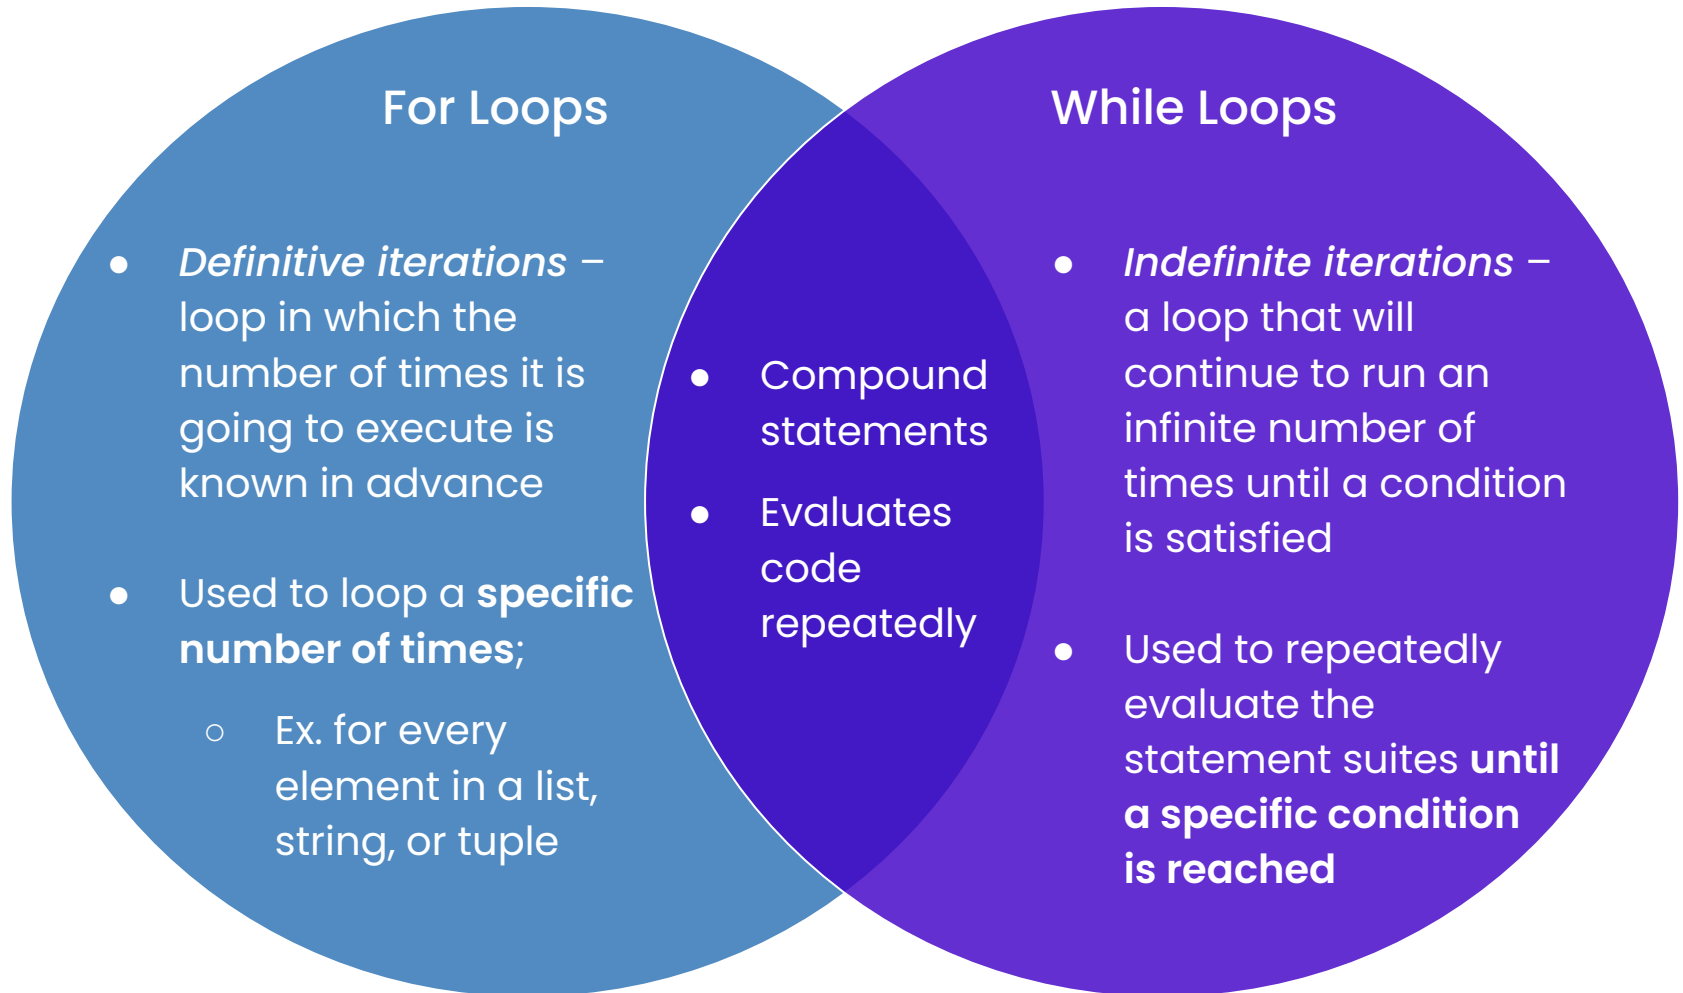 For Loops
● Definitive iterations –
loop in which the
number of times it is
going to execute is
known in advance
● Used to loop a specific
number of times;
○ Ex. for every
element in a list,
string, or tuple
● Compound
statements
● Evaluates
code
repeatedly
While Loops
● Indefinite iterations –
a loop that will
continue to run an
infinite number of
times until a condition
is satisfied
● Used to repeatedly
evaluate the
statement suites until
a specific condition
is reached